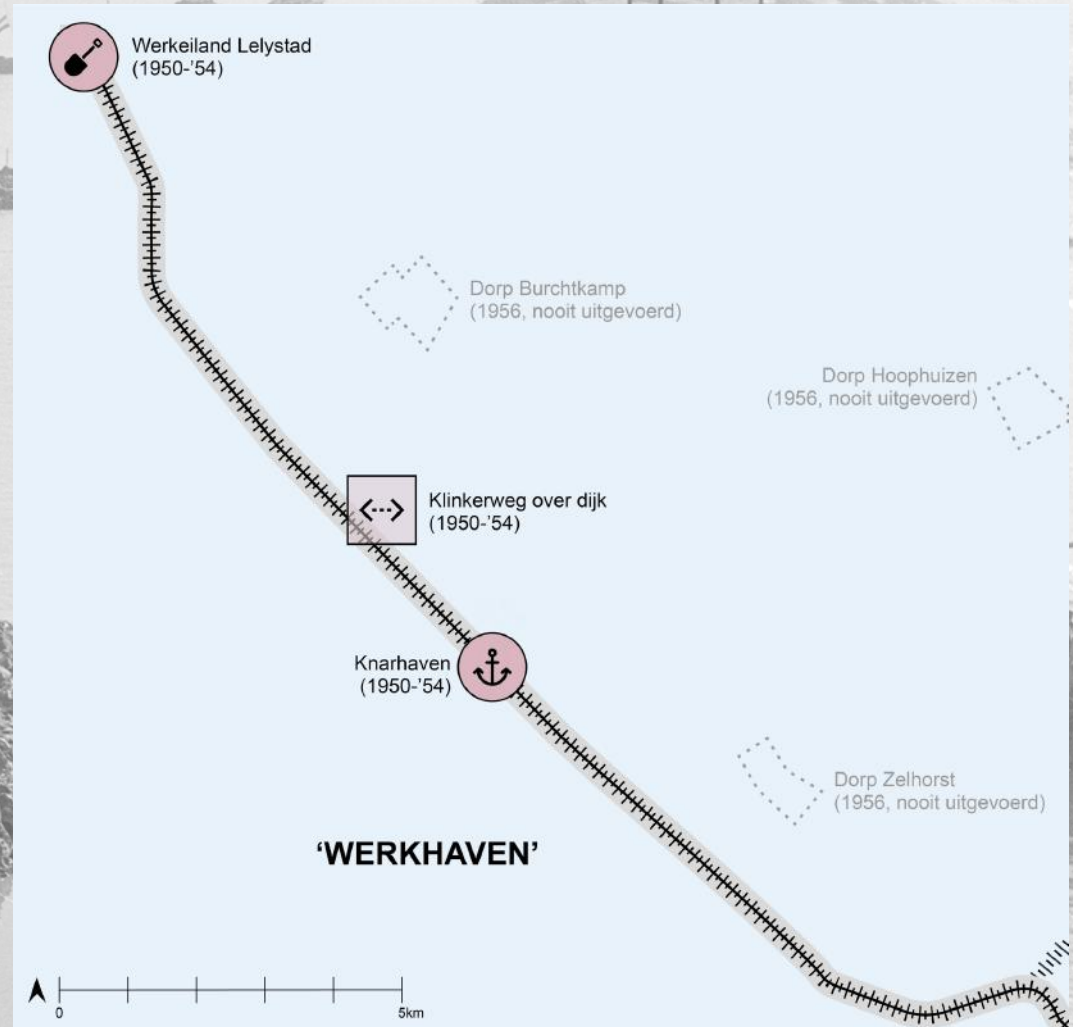 Werkeiland Lelystad
(1950-'54)
Dorp Burchtkamp
(1956, nooit uitgevoerd)
Dorp Hoophuizen
(1956, nooit uitgevoerd)
Klinkerweg over dijk
(1950-'54)
Knarhaven
(1950-'54)
Dorp Zelhorst
(1956, nooit uitgevoerd)
‘WERKHAVEN’
0 5km